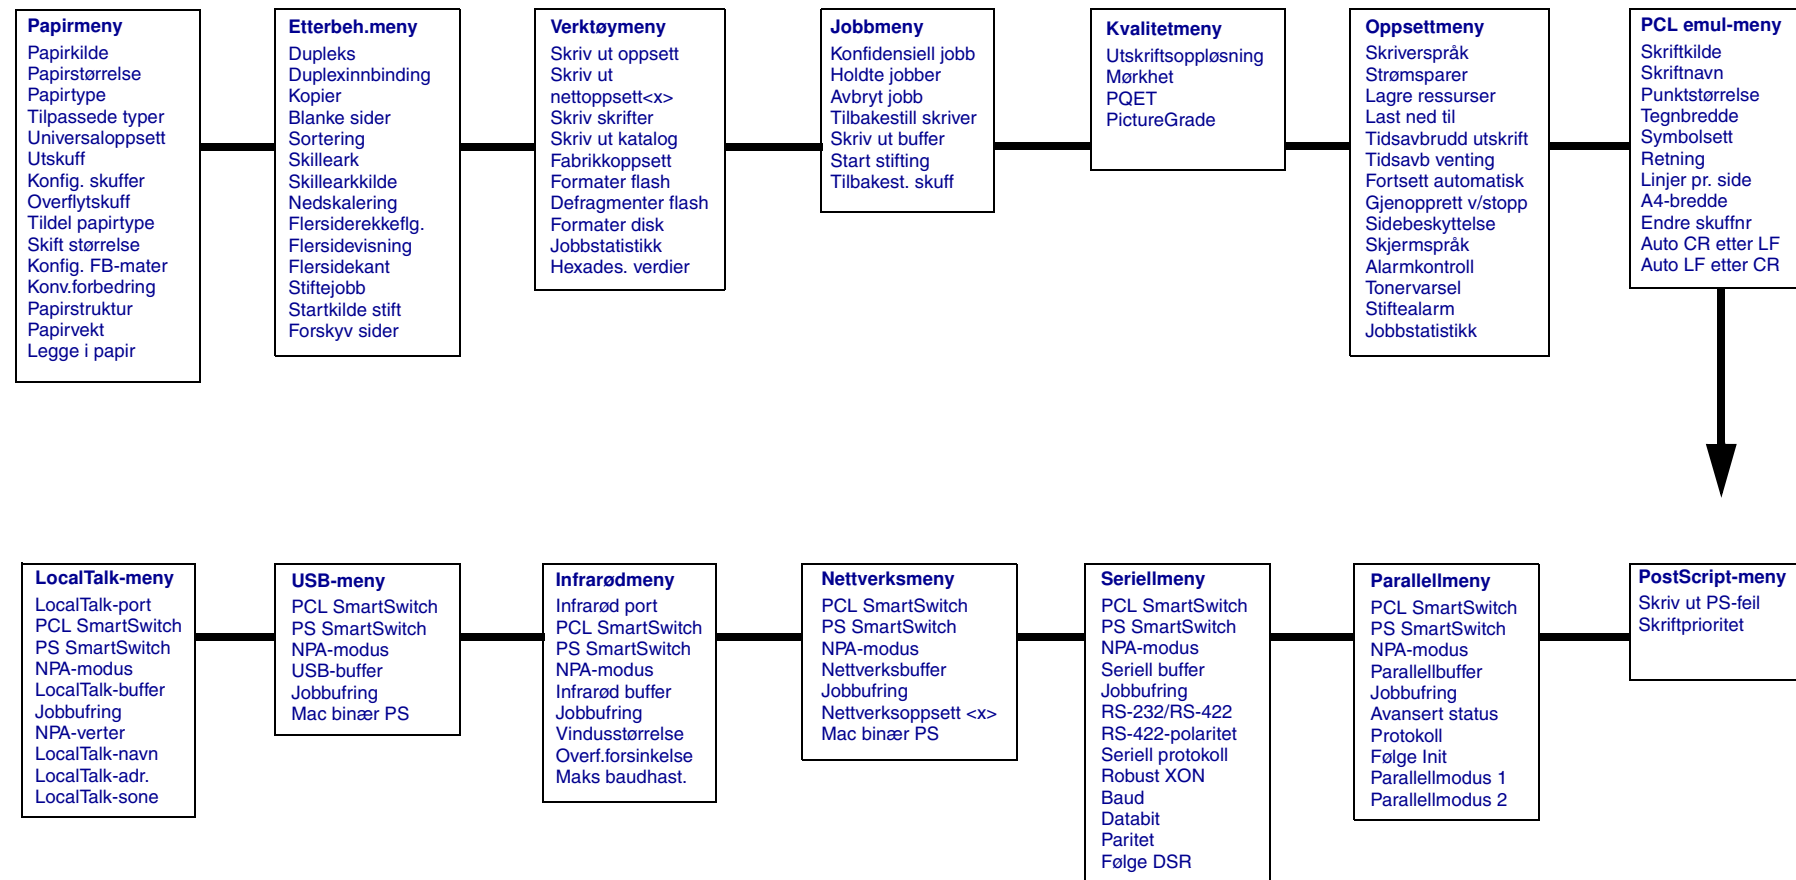 Papirmeny
Papirkilde
Papirstørrelse
Papirtype
Tilpassede typer
Universaloppsett
Utskuff
Konfig. skuffer
Overflytskuff
Tildel papirtype
Skift størrelse
Konfig. FB-mater
Konv.forbedring
Papirstruktur
Papirvekt
Legge i papir
Etterbeh.meny
Dupleks
Duplexinnbinding
Kopier
Blanke sider
Sortering
Skilleark
Skillearkkilde
Nedskalering
Flersiderekkeflg.
Flersidevisning
Flersidekant
Stiftejobb
Startkilde stift
Forskyv sider
Verktøymeny
Skriv ut oppsett
Skriv ut
nettoppsett<x>
Skriv skrifter
Skriv ut katalog
Fabrikkoppsett
Formater flash
Defragmenter flash
Formater disk
Jobbstatistikk
Hexades. verdier
Jobbmeny
Konfidensiell jobb
Holdte jobber
Avbryt jobb
Tilbakestill skriver
Skriv ut buffer
Start stifting
Tilbakest. skuff
Kvalitetmeny
Utskriftsoppløsning
Mørkhet
PQET
PictureGrade
Oppsettmeny
Skriverspråk
Strømsparer
Lagre ressurser
Last ned til
Tidsavbrudd utskrift
Tidsavb venting
Fortsett automatisk
Gjenopprett v/stopp
Sidebeskyttelse
Skjermspråk
Alarmkontroll
Tonervarsel
Stiftealarm
Jobbstatistikk
PCL emul-meny
Skriftkilde
Skriftnavn
Punktstørrelse
Tegnbredde
Symbolsett
Retning
Linjer pr. side
A4-bredde
Endre skuffnr
Auto CR etter LF
Auto LF etter CR
LocalTalk-meny
LocalTalk-port
PCL SmartSwitch
PS SmartSwitch
NPA-modus
LocalTalk-buffer
Jobbufring
NPA-verter
LocalTalk-navn
LocalTalk-adr.
LocalTalk-sone
USB-meny
PCL SmartSwitch
PS SmartSwitch
NPA-modus
USB-buffer
Jobbufring
Mac binær PS
Infrarødmeny
Infrarød port
PCL SmartSwitch
PS SmartSwitch
NPA-modus
Infrarød buffer
Jobbufring
Vindusstørrelse
Overf.forsinkelse
Maks baudhast.
Nettverksmeny
PCL SmartSwitch
PS SmartSwitch
NPA-modus
Nettverksbuffer
Jobbufring
Nettverksoppsett <x>
Mac binær PS
Seriellmeny
PCL SmartSwitch
PS SmartSwitch
NPA-modus
Seriell buffer
Jobbufring
RS-232/RS-422
RS-422-polaritet
Seriell protokoll
Robust XON
Baud
Databit
Paritet
Følge DSR
Parallellmeny
PCL SmartSwitch
PS SmartSwitch
NPA-modus
Parallellbuffer
Jobbufring
Avansert status
Protokoll
Følge Init
Parallellmodus 1
Parallellmodus 2
PostScript-meny
Skriv ut PS-feil
Skriftprioritet